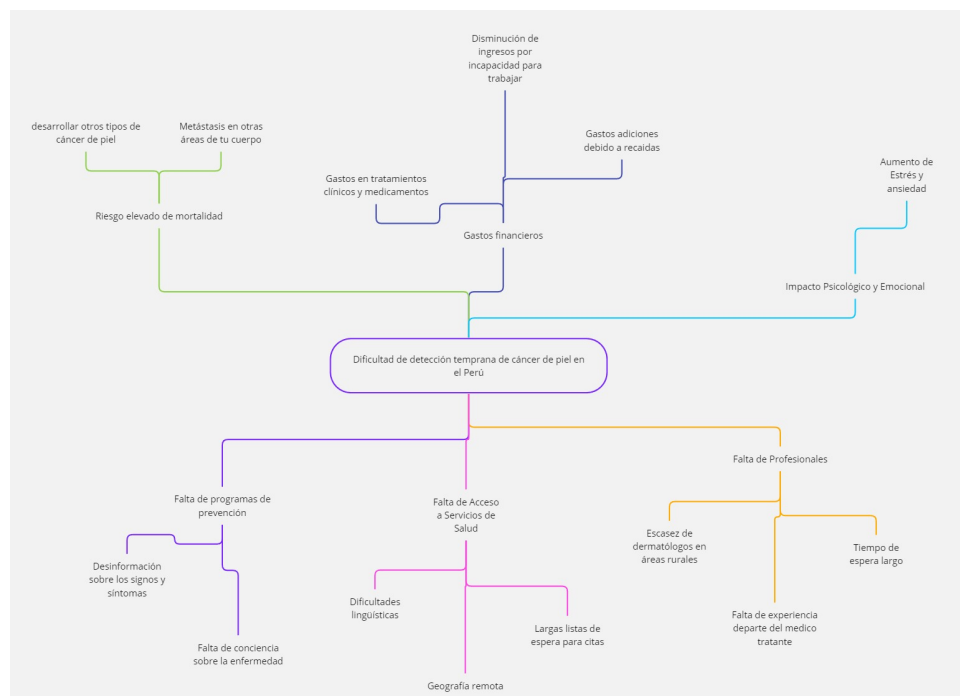 Disminución de
ingresos por
incapacidad para
trabajar
desarrollar otros tipos de
cáncer de piel
Metástasis en otras
áreas de tu cuerpo
Gastos adiciones
debido a recaidas
Aumento de
Estrés y
ansiedad
Gastos en tratamientos
clínicos y medicamentos
Riesgo elevado de mortalidad
Gastos financieros
Impacto Psicológico y Emocional
Dificultad de detección temprana de cáncer de piel en
el Perú
Falta de programas de
prevención
Falta de Acceso
a Servicios de
Salud
Falta de Profesionales
Desinformación
sobre los signos y
síntomas
Falta de conciencia
sobre la enfermedad
Dificultades
lingüísticas
Geografía remota
Largas listas de
espera para citas
Escasez de
dermatólogos en
áreas rurales
Falta de experiencia
departe del medico
tratante
Tiempo de
espera largo